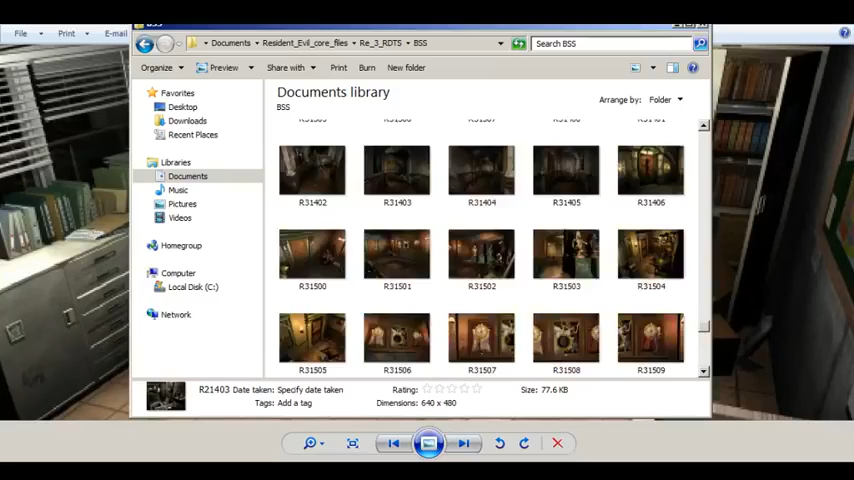 File Print E-mail
BSS
Documents Resident_Evil_core_files Re_3_RDTS BSS Search BSS
Organize Preview Share with Print Burn New folder
Favorites
Desktop
Downloads
Recent Places
Libraries
Documents
Music
Pictures
Videos
Homegroup
Computer
Local Disk (C:)
Network
Documents library
BSS
Arrange by: Folder
R31402 R31403 R31404 R31405 R31406
R31500 R31501 R31502 R31503 R31504
R31505 R31506 R31507 R31508 R31509
R21403 Date taken: Specify date taken Rating: Size: 77.6 KB
Tags: Add a tag Dimensions: 640 x 480